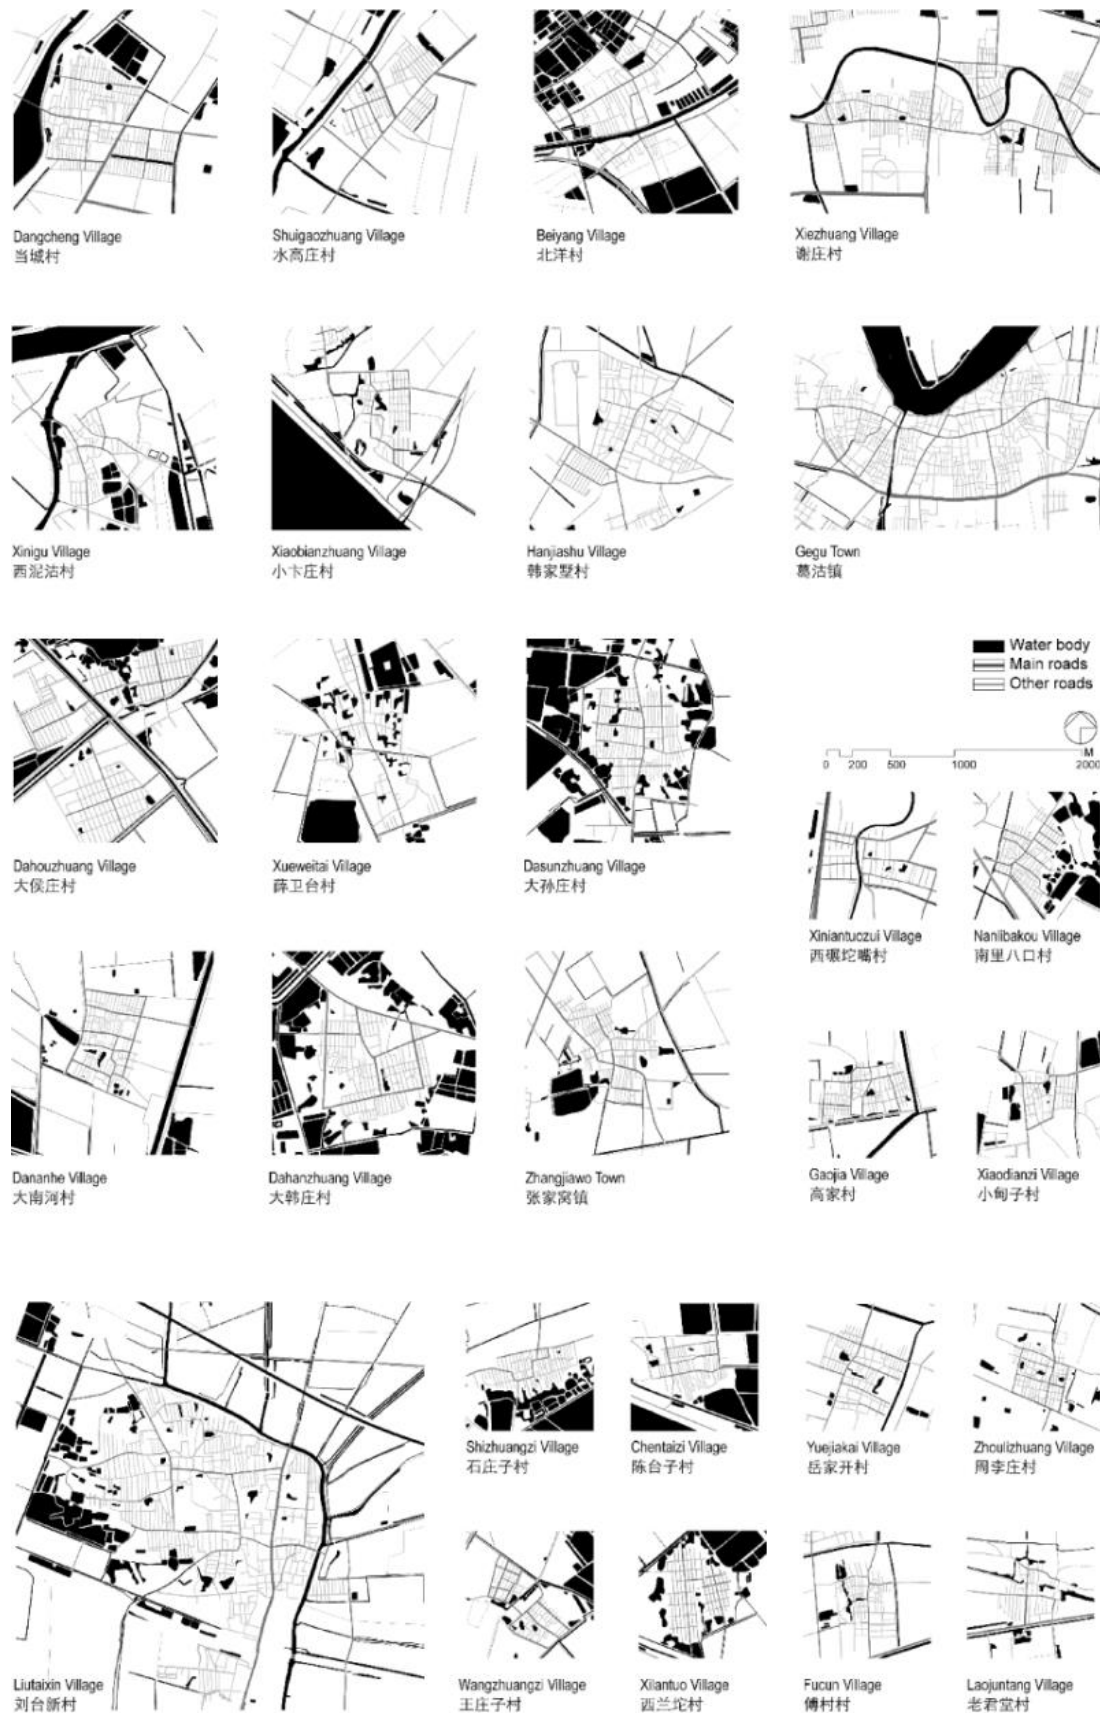 Dangcheng Village
当城村
Shuigaozhuang Village
水高庄村
Beiyang Village
北洋村
Xiezhuang Village
谢庄村
Xinigu Village
西泥沽村
Xiaobianzhuang Village
小卞庄村
Hanjiashu Village
韩家墅村
Gegu Town
葛沽镇
Water body
Main roads
Other roads
M
0 200 500 1000 2000
Dahouzhuang Village
大侯庄村
Xueweitai Village
薛卫台村
Dasunzhuang Village
大孙庄村
Xiniantuozui Village
西碾坨嘴村
Nanlibakou Village
南里八口村
Dananhe Village
大南河村
Dahanzhuang Village
大韩庄村
Zhangjiawo Town
张家窝镇
Gaojia Village
高家村
Xiaodianzi Village
小甸子村
Liutaixin Village
刘台新村
Shizhuangzi Village
石庄子村
Chentaizi Village
陈台子村
Yuejiakai Village
岳家开村
Zhoulizhuang Village
周李庄村
Wangzhuangzi Village
王庄子村
Xilantuo Village
西兰坨村
Fucun Village
傅村村
Laojuntang Village
老君堂村